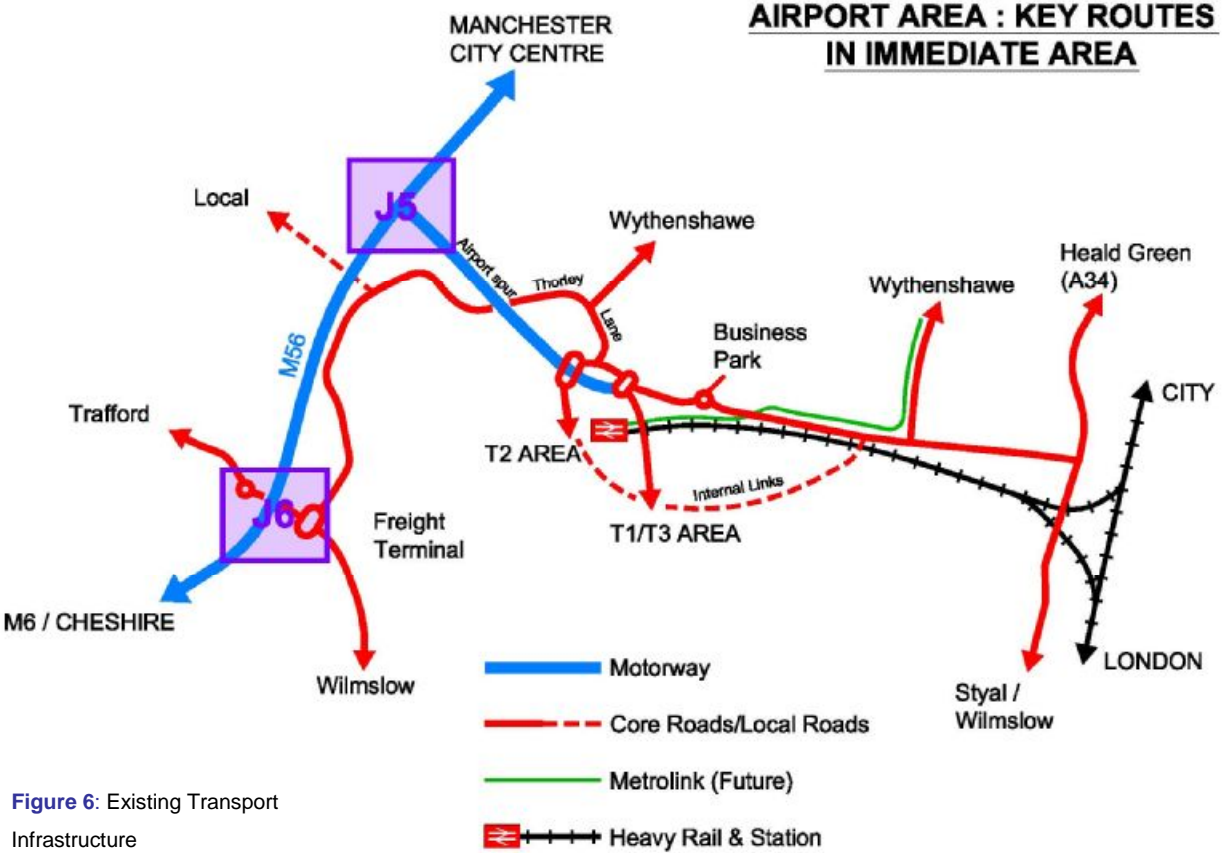 AIRPORT AREA : KEY ROUTES
IN IMMEDIATE AREA
MANCHESTER
CITY CENTRE
J5
Local
Airport spur
Thorley
Lane
Wythenshawe
Heald Green
(A34)
Wythenshawe
Business
Park
M56
CITY
Trafford
T2 AREA
Internal Links
J6
Freight
Terminal
T1/T3 AREA
M6 / CHESHIRE
Wilmslow
LONDON
Styal /
Wilmslow
Motorway
Core Roads/Local Roads
Metrolink (Future)
Heavy Rail & Station
Figure 6: Existing Transport
Infrastructure